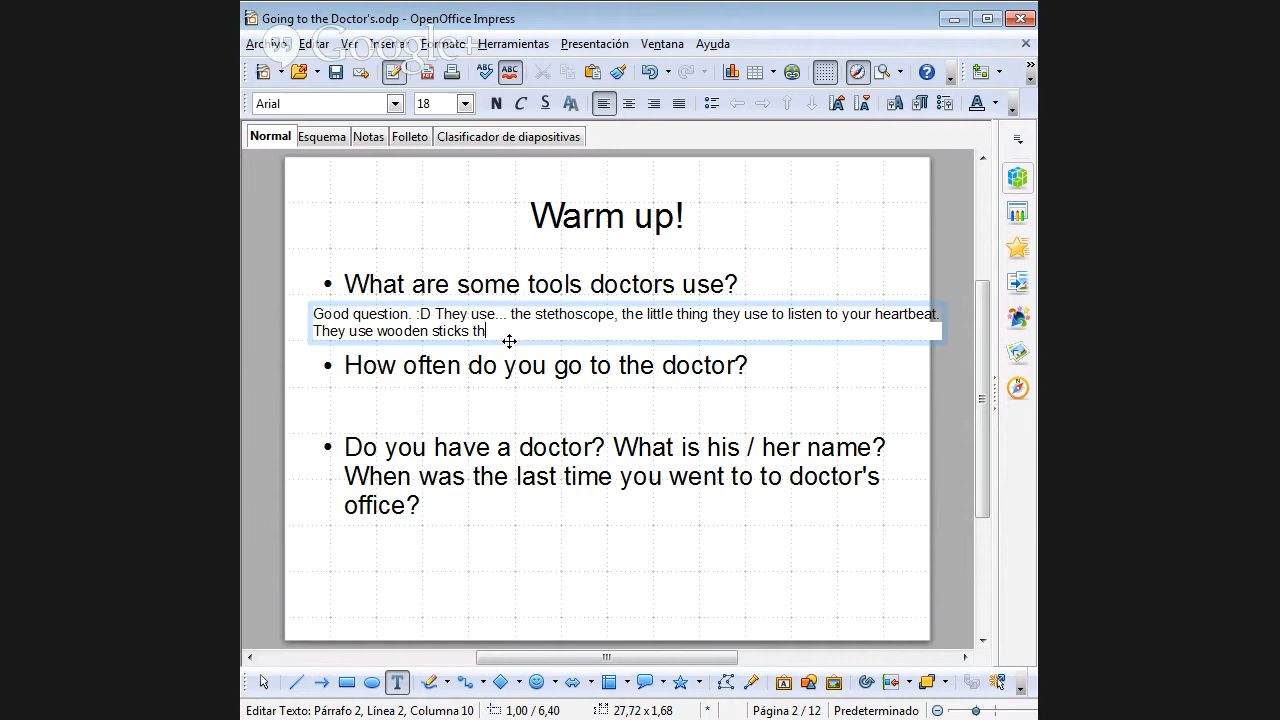 Going to the Doctor's.odp - OpenOffice Impress
Archivo Editar Ver Insertar Formato Herramientas Presentación Ventana Ayuda
Google+
Arial 18 N C S
Normal Esquema Notas Folleto Clasificador de diapositivas
Warm up!
• What are some tools doctors use?
Good question. :D They use... the stethoscope, the little thing they use to listen to your heartbeat.
They use wooden sticks th
• How often do you go to the doctor?
• Do you have a doctor? What is his / her name?
When was the last time you went to to doctor's
office?
Editar Texto: Párrafo 2, Línea 2, Columna 10 1,00 / 6,40 27,72 x 1,68 * Página 2 / 12 Predeterminado